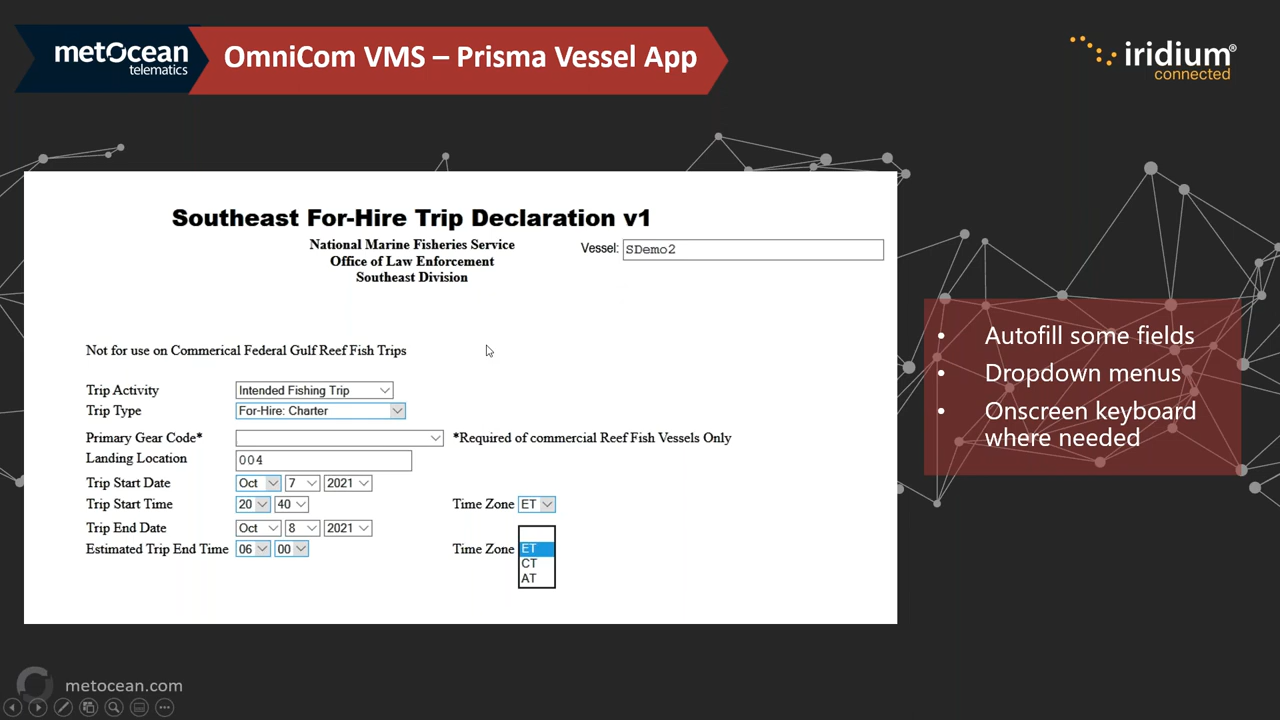 metOcean
telematics
OmniCom VMS – Prisma Vessel App
iridium®
connected
Southeast For-Hire Trip Declaration v1
National Marine Fisheries Service
Office of Law Enforcement
Southeast Division
Vessel: SDemo2
Not for use on Commerical Federal Gulf Reef Fish Trips
Trip Activity Intended Fishing Trip
Trip Type For-Hire: Charter
Primary Gear Code* *Required of commercial Reef Fish Vessels Only
Landing Location 004
Trip Start Date Oct 7 2021
Trip Start Time 20 40 Time Zone ET
Trip End Date Oct 8 2021
Estimated Trip End Time 06 00 Time Zone
ET
CT
AT
• Autofill some fields
• Dropdown menus
• Onscreen keyboard
where needed
metocean.com